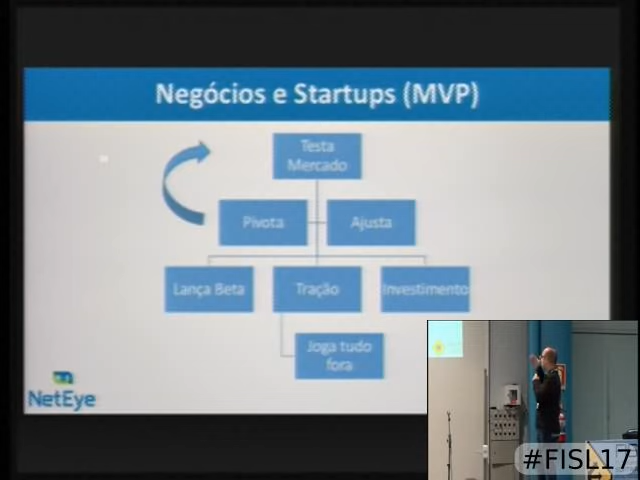 Negócios e Startups (MVP)
Testa
Mercado
Pivota
Ajusta
Lança Beta
Tração
Investimento
Joga tudo
fora
NetEye
#FISL17